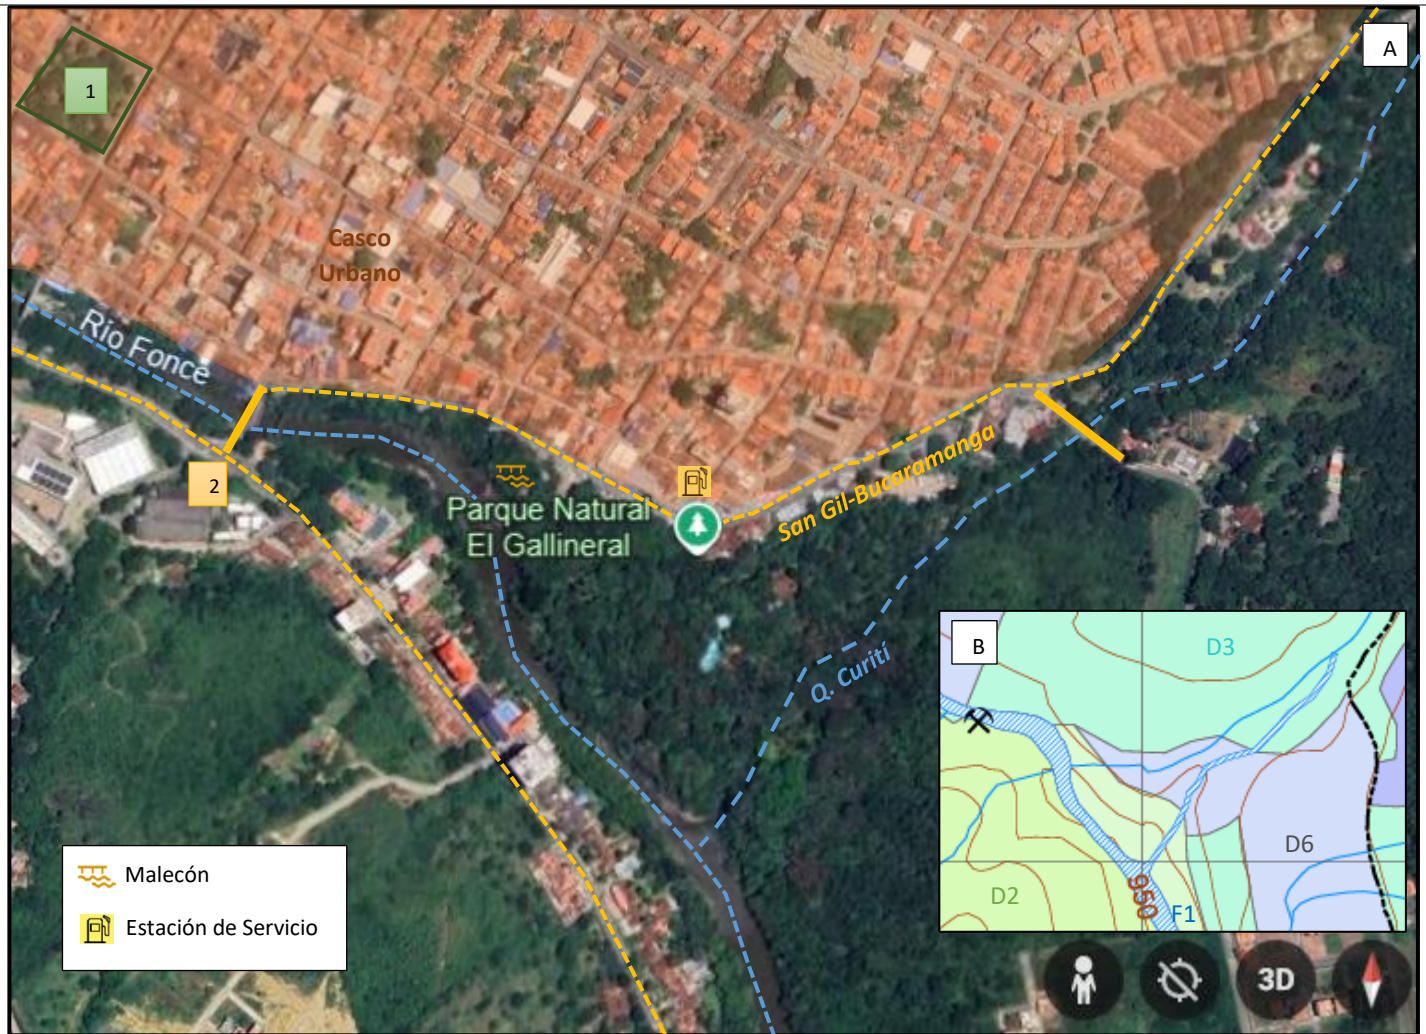 A
1
Casco
Urbano
Río Fonce
2
Parque Natural
El Gallineral
San Gil-Bucaramanga
Q. Curití
B
D3
D6
D2
950
F1
Malecón
Estación de Servicio
3D